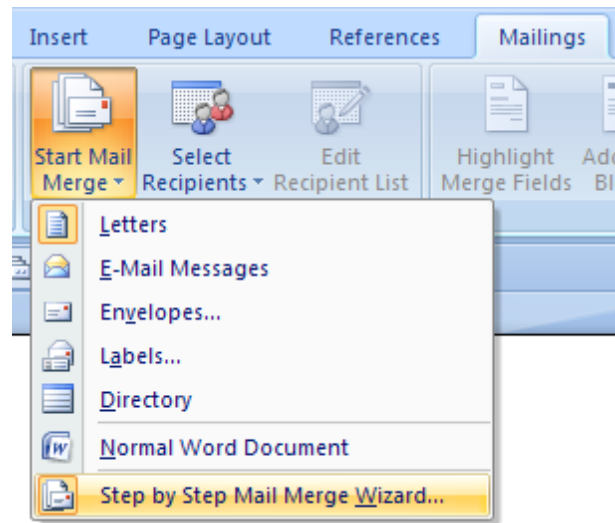 Insert Page Layout References Mailings
Start Mail Merge Select Recipients Edit Recipient List Highlight Merge Fields
Letters
E-Mail Messages
Envelopes...
Labels...
Directory
Normal Word Document
Step by Step Mail Merge Wizard...